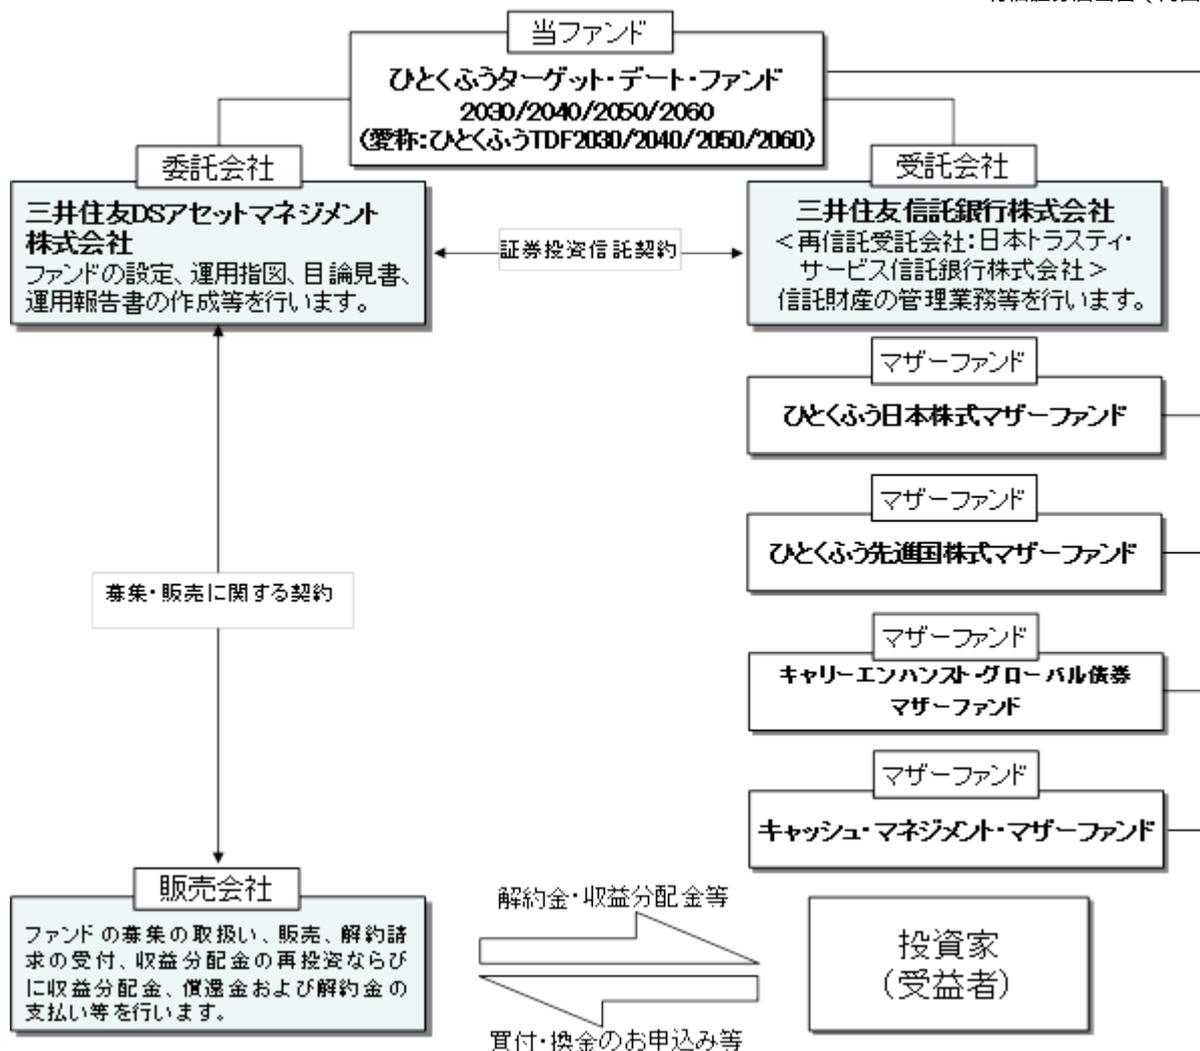 当ファンド
ひとくふうターゲット・デート・ファンド
2030/2040/2050/2060
(愛称：ひとくふうTDF2030/2040/2050/2060)
委託会社
三井住友DSアセットマネジメント
株式会社
ファンドの設定、運用指図、目論見書、
運用報告書の作成等を行います。
証券投資信託契約
受託会社
三井住友信託銀行株式会社
＜再信託受託会社：日本トラスティ・
サービス信託銀行株式会社＞
信託財産の管理業務等を行います。
マザーファンド
ひとくふう日本株式マザーファンド
マザーファンド
ひとくふう先進国株式マザーファンド
募集・販売に関する契約
マザーファンド
キャリーエンハンスト・グローバル債券
マザーファンド
マザーファンド
キャッシュ・マネジメント・マザーファンド
販売会社
ファンドの募集の取扱い、販売、解約請
求の受付、収益分配金の再投資ならび
に収益分配金、償還金および解約金の
支払い等を行います。
解約金・収益分配金等
買付・換金のお申込み等
投資家
(受益者)